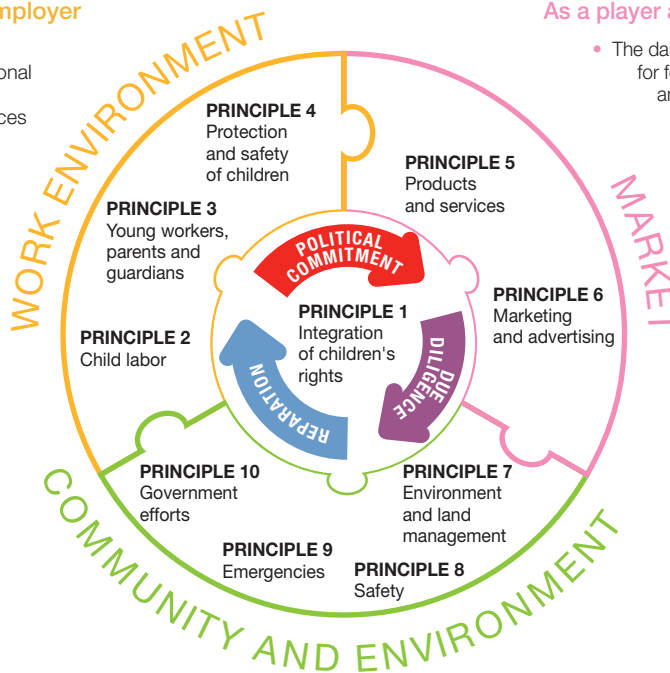 mployer
onal
ces
As a player a
• The da
for fo
an
WORK ENVIRONMENT
MARKET
COMMUNITY AND ENVIRONMENT
PRINCIPLE 4
Protection
and safety
of children
PRINCIPLE 5
Products
and services
PRINCIPLE 3
Young workers,
parents and
guardians
POLITICAL
COMMITMENT
PRINCIPLE 1
Integration
of children's
rights
PRINCIPLE 6
Marketing
and advertising
PRINCIPLE 2
Child labor
DUE
DILIGENCE
REPARATION
PRINCIPLE 10
Government
efforts
PRINCIPLE 7
Environment
and land
management
PRINCIPLE 9
Emergencies
PRINCIPLE 8
Safety